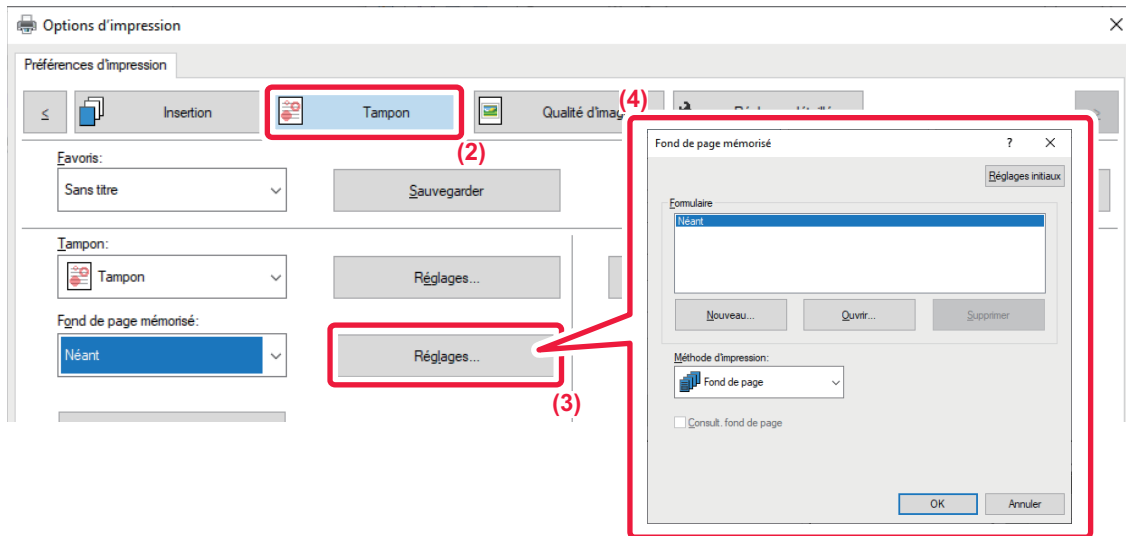 Options d'impression
Préférences d'impression
Insertion
Tampon
(2)
Favoris:
Sans titre
Sauvegarder
Tampon:
Tampon
Réglages...
Fond de page mémorisé:
Néant
Réglages...
(3)
(4)
Fond de page mémorisé
?
Réglages initiaux
Formulaire
Néant
Nouveau...
Ouvrir...
Supprimer
Méthode d'impression:
Fond de page
Consult. fond de page
OK
Annuler